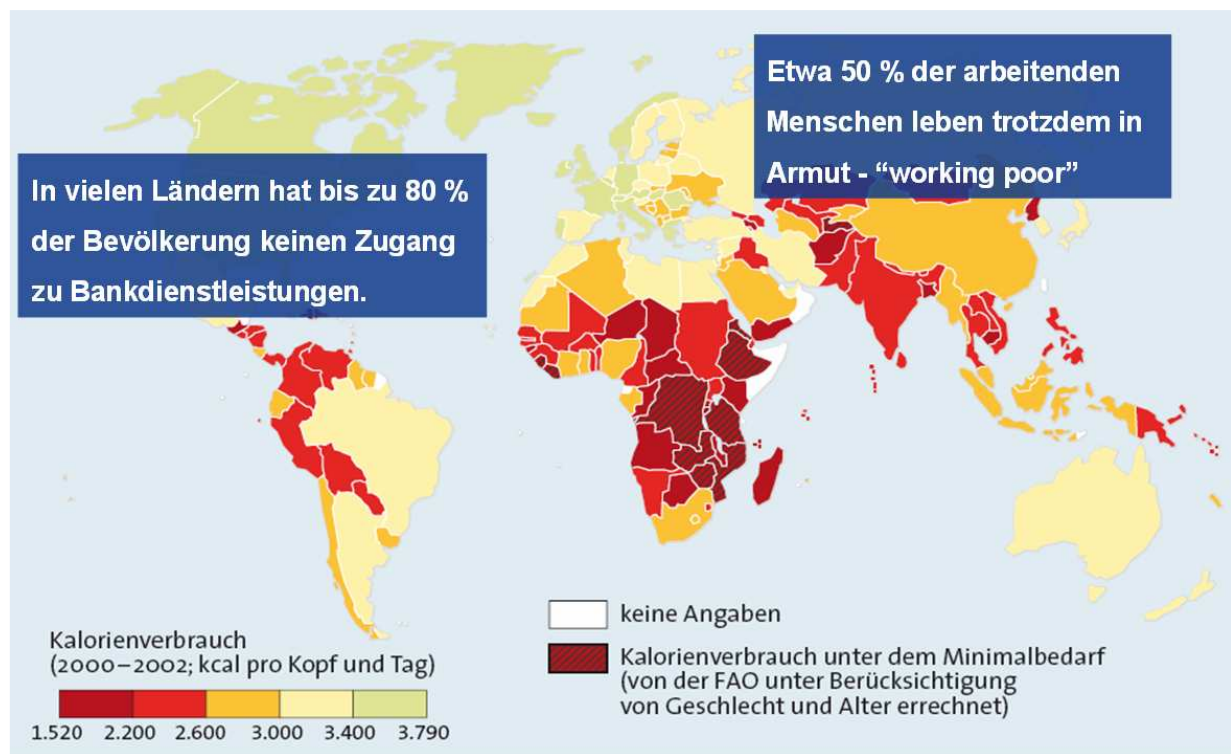 Etwa 50 % der arbeitenden
Menschen leben trotzdem in
Armut - “working poor”
In vielen Ländern hat bis zu 80 %
der Bevölkerung keinen Zugang
zu Bankdienstleistungen.
Kalorienverbrauch
(2000–2002; kcal pro Kopf und Tag)
1.520 2.200 2.600 3.000 3.400 3.790
keine Angaben
Kalorienverbrauch unter dem Minimalbedarf
(von der FAO unter Berücksichtigung
von Geschlecht und Alter errechnet)